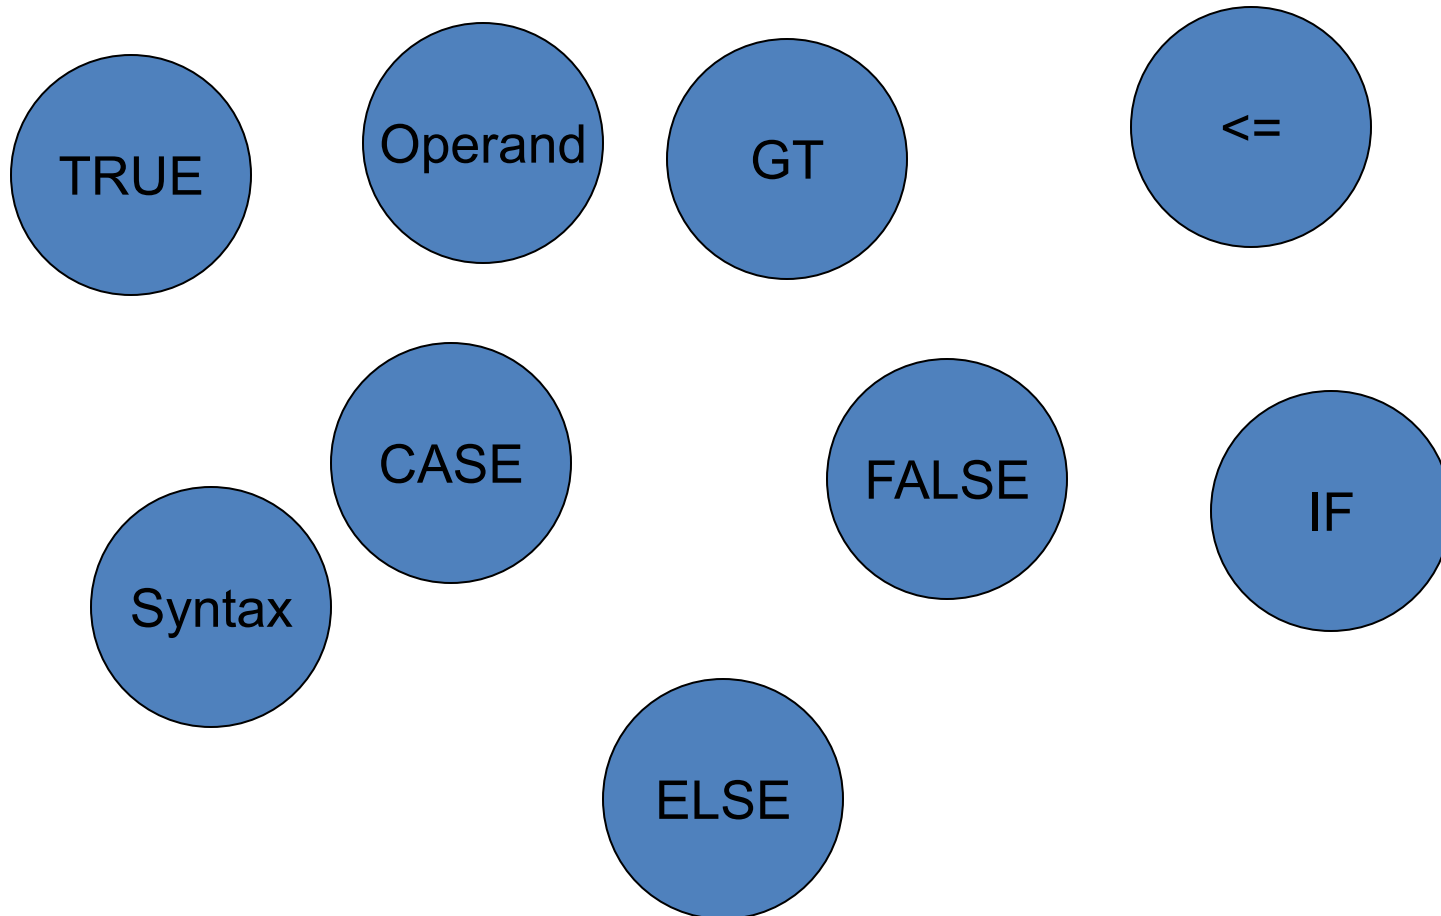 TRUE
Operand
GT
<=
CASE
FALSE
IF
Syntax
ELSE